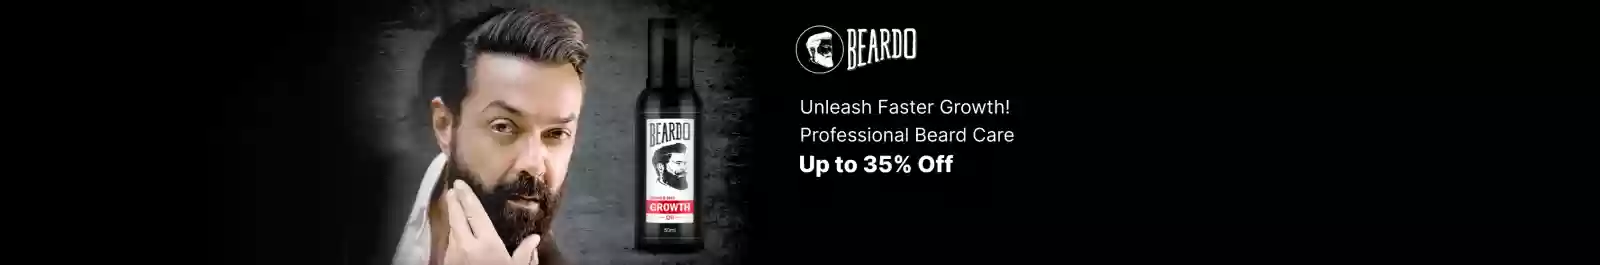 BEARDO
Unleash Faster Growth!
Professional Beard Care
Up to 35% Off
BEARDO
GROWTH
OIL
50ml